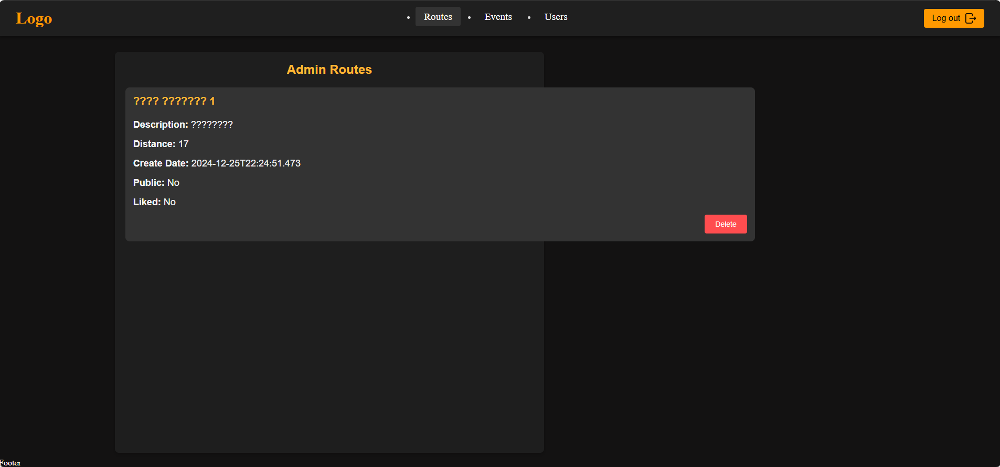 Logo
• Routes • Events • Users
Log out
Admin Routes
???? ??????? 1
Description: ????????
Distance: 17
Create Date: 2024-12-25T22:24:51.473
Public: No
Liked: No
Delete
Footer